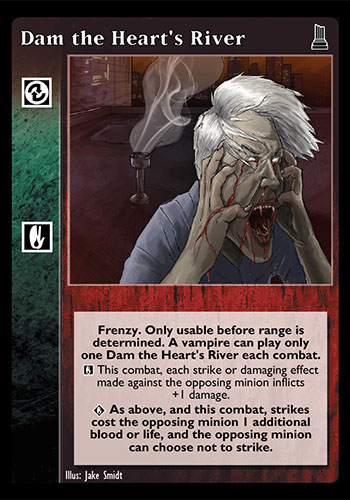 Dam the Heart's River
Frenzy. Only usable before range is
determined. A vampire can play only
one Dam the Heart's River each combat.
This combat, each strike or damaging effect
made against the opposing minion inflicts
+1 damage.
As above, and this combat, strikes
cost the opposing minion 1 additional
blood or life, and the opposing minion
can choose not to strike.
Illus: Jake Smidt